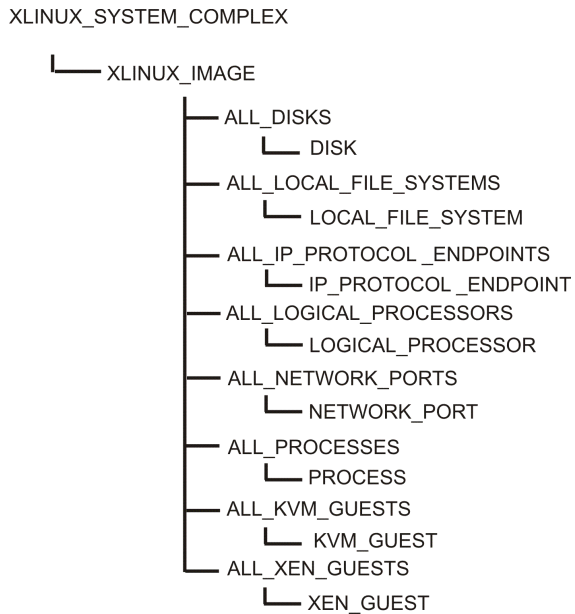 XLINUX_SYSTEM_COMPLEX
XLINUX_IMAGE
ALL_DISKS
DISK
ALL_LOCAL_FILE_SYSTEMS
LOCAL_FILE_SYSTEM
ALL_IP_PROTOCOL _ENDPOINTS
IP_PROTOCOL _ENDPOINT
ALL_LOGICAL_PROCESSORS
LOGICAL_PROCESSOR
ALL_NETWORK_PORTS
NETWORK_PORT
ALL_PROCESSES
PROCESS
ALL_KVM_GUESTS
KVM_GUEST
ALL_XEN_GUESTS
XEN_GUEST